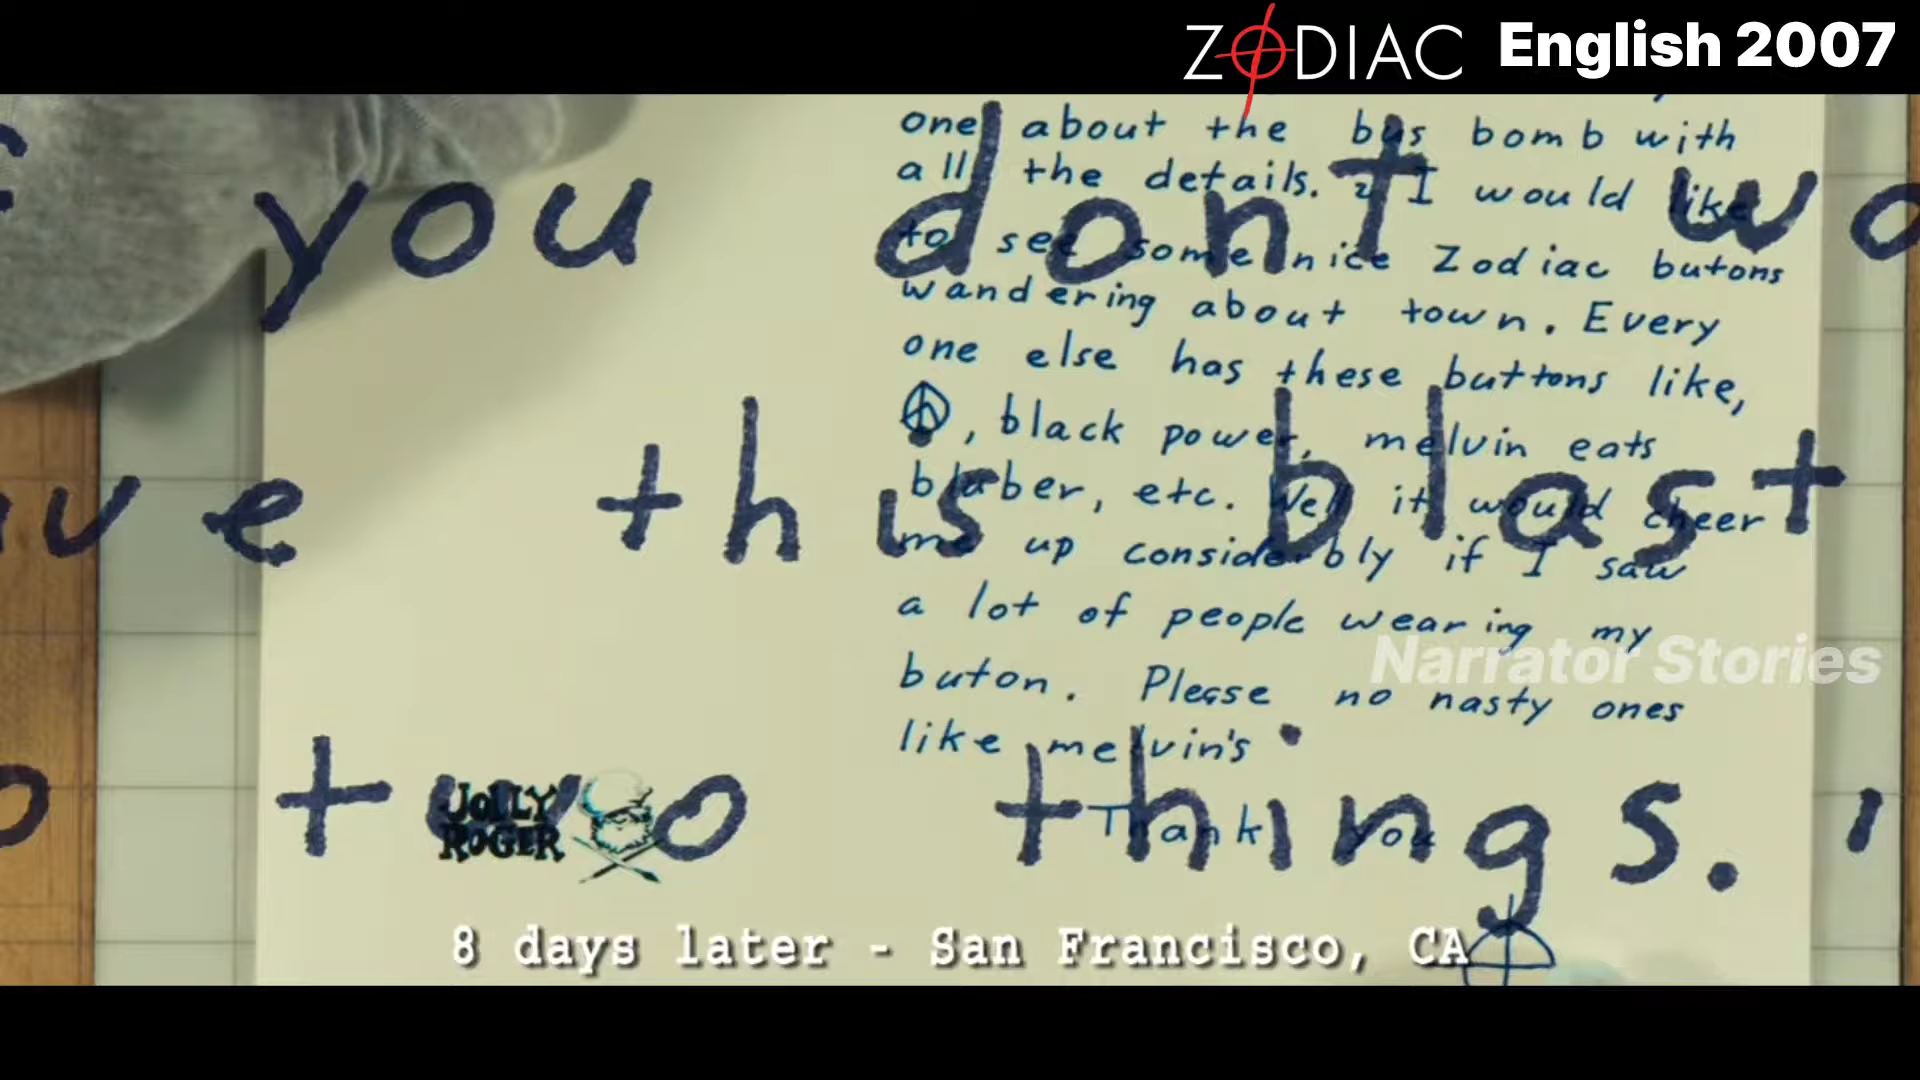 ZODIAC English 2007
one about the bus bomb with
all the details. 2 I would like
to see some nice Zodiac butons
wandering about town. Every
one else has these buttons like,
, black power, melvin eats
bluber, etc. Well it would cheer
me up considerbly if I saw
a lot of people wearing my
buton. Please no nasty ones
like melvin's
Thank you
you dont wa
ave this blast
two things.
Narrator Stories
JOLLY
ROGER
8 days later - San Francisco, CA